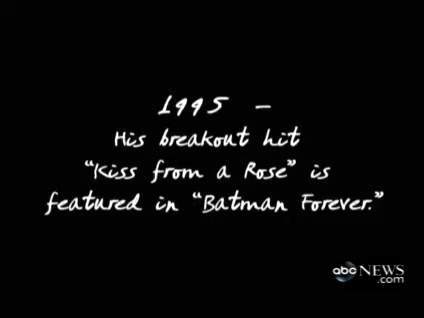 1995 –
His breakout hit
“Kiss from a Rose” is
featured in “Batman Forever.”
abc NEWS
.com